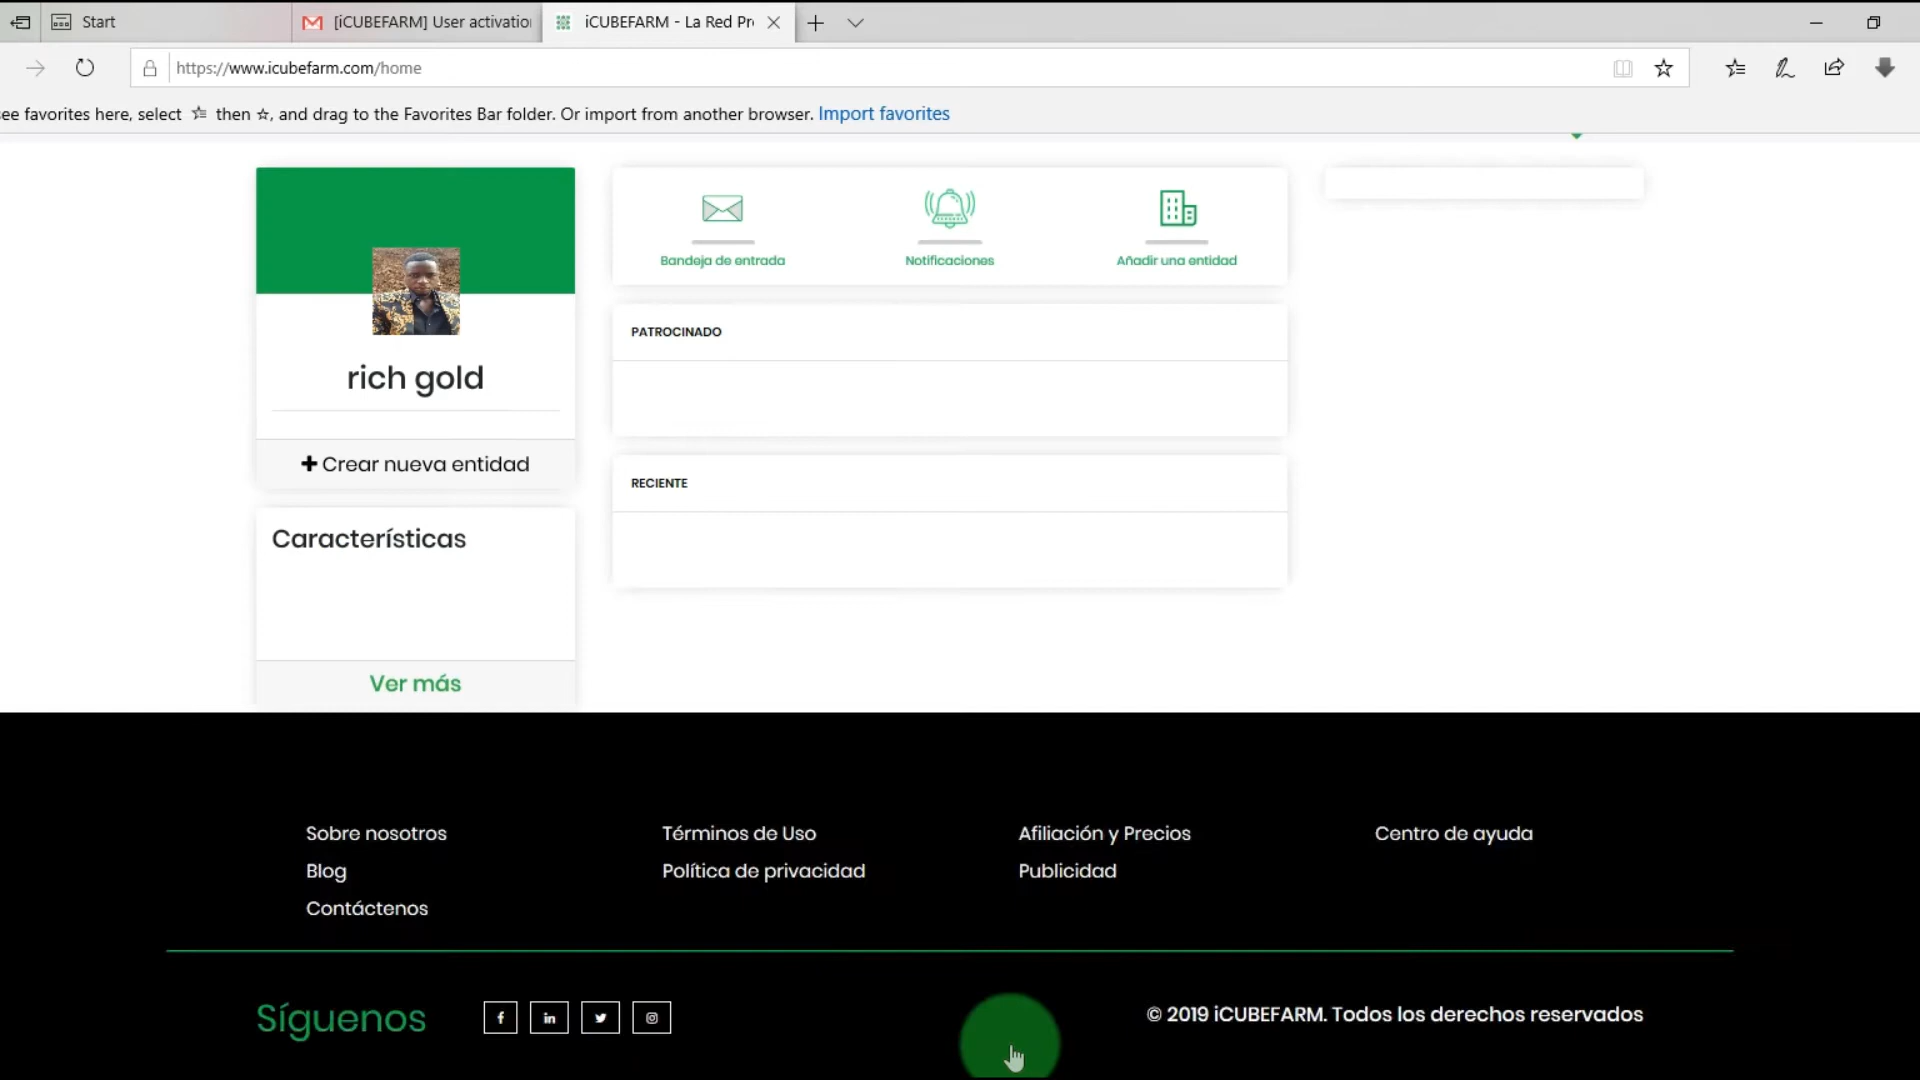 Start
[iCUBEFARM] User activatio
iCUBEFARM - La Red Pr
https://www.icubefarm.com/home
ee favorites here, select then , and drag to the Favorites Bar folder. Or import from another browser. Import favorites
Bandeja de entrada
Notificaciones
Añadir una entidad
PATROCINADO
rich gold
Crear nueva entidad
RECIENTE
Características
Ver más
Sobre nosotros
Términos de Uso
Afiliación y Precios
Centro de ayuda
Blog
Política de privacidad
Publicidad
Contáctenos
Síguenos
© 2019 iCUBEFARM. Todos los derechos reservados